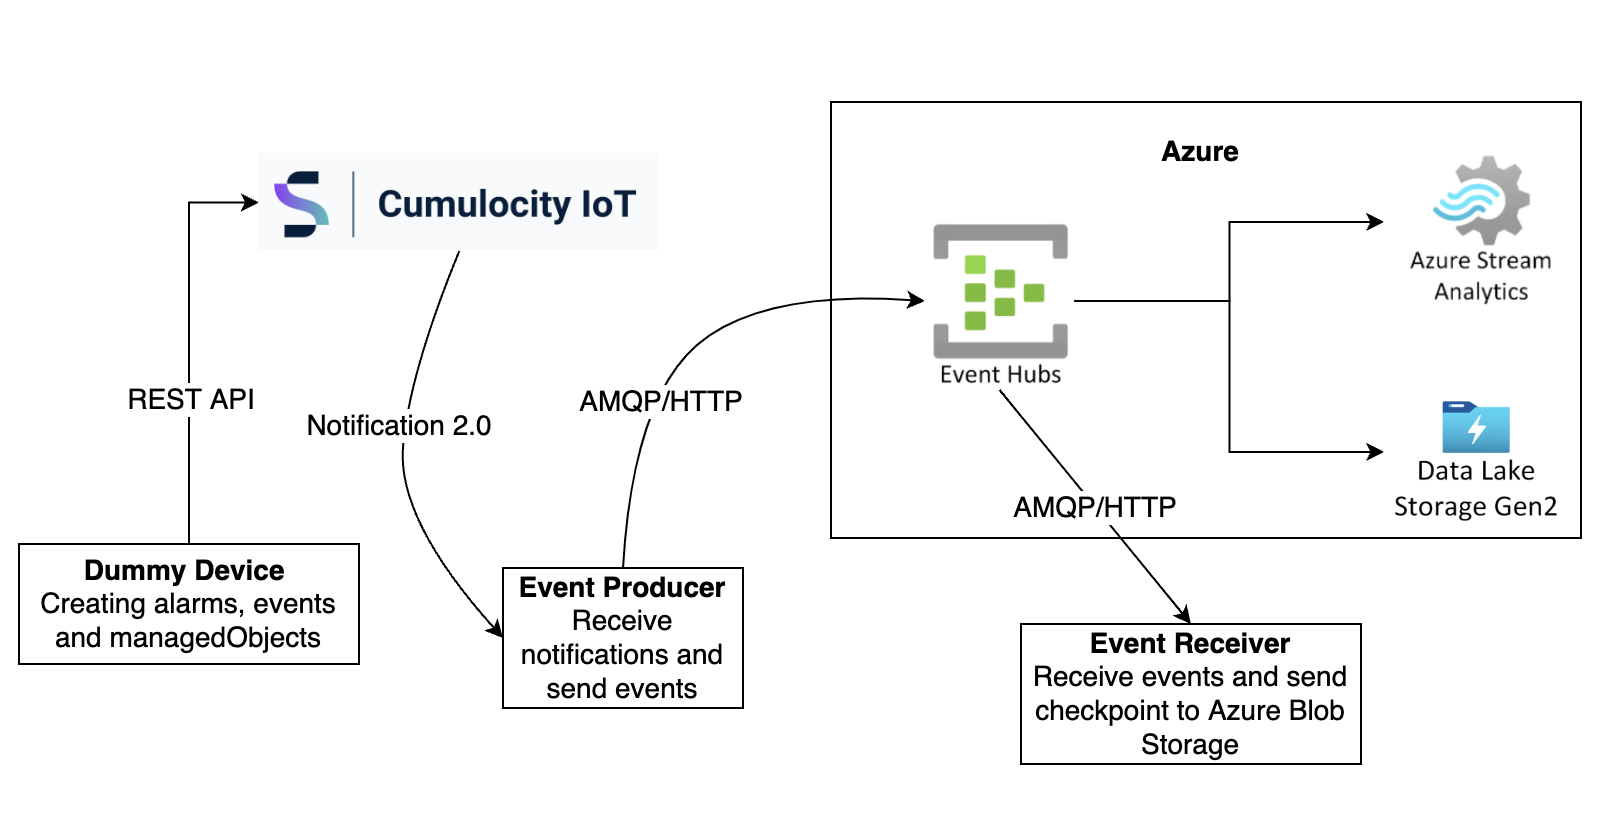 Azure
Cumulocity IoT
Azure Stream
Analytics
Event Hubs
REST API
Notification 2.0
AMQP/HTTP
Data Lake
Storage Gen2
AMQP/HTTP
Dummy Device
Creating alarms, events
and managedObjects
Event Producer
Receive
notifications and
send events
Event Receiver
Receive events and send
checkpoint to Azure Blob
Storage